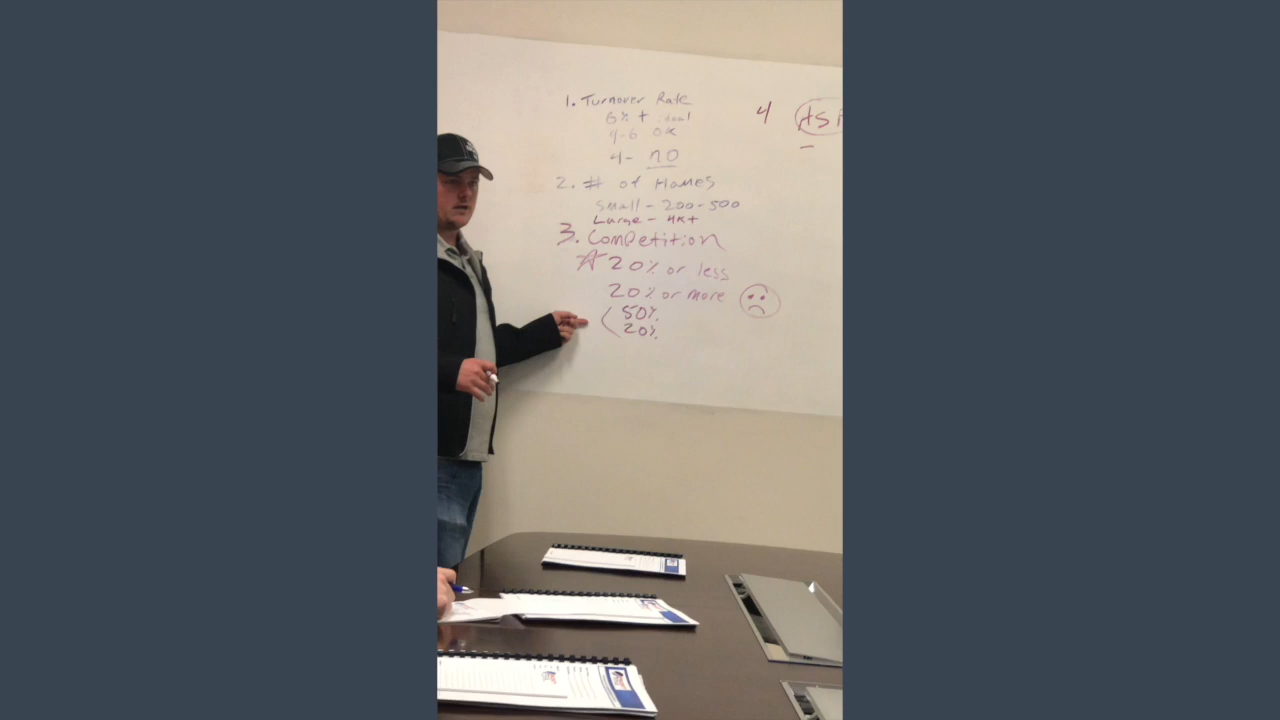 1. Turnover Rate
6% + ideal
4-6 OK
4- no
2. # of Homes
Small - 200-500
Large - 4K+
3. Competition
20% or less
20% or more
50%
20%
4